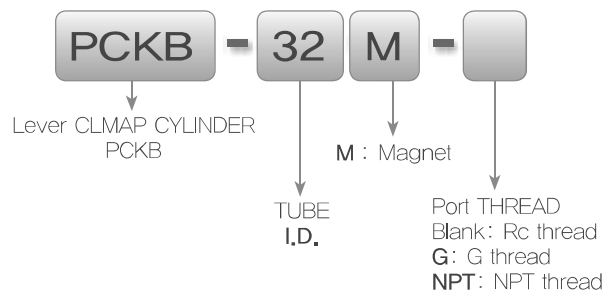 PCKB - 32 M -
Lever CLMAP CYLINDER
PCKB
M : Magnet
TUBE
I.D.
Port THREAD
Blank: Rc thread
G: G thread
NPT: NPT thread